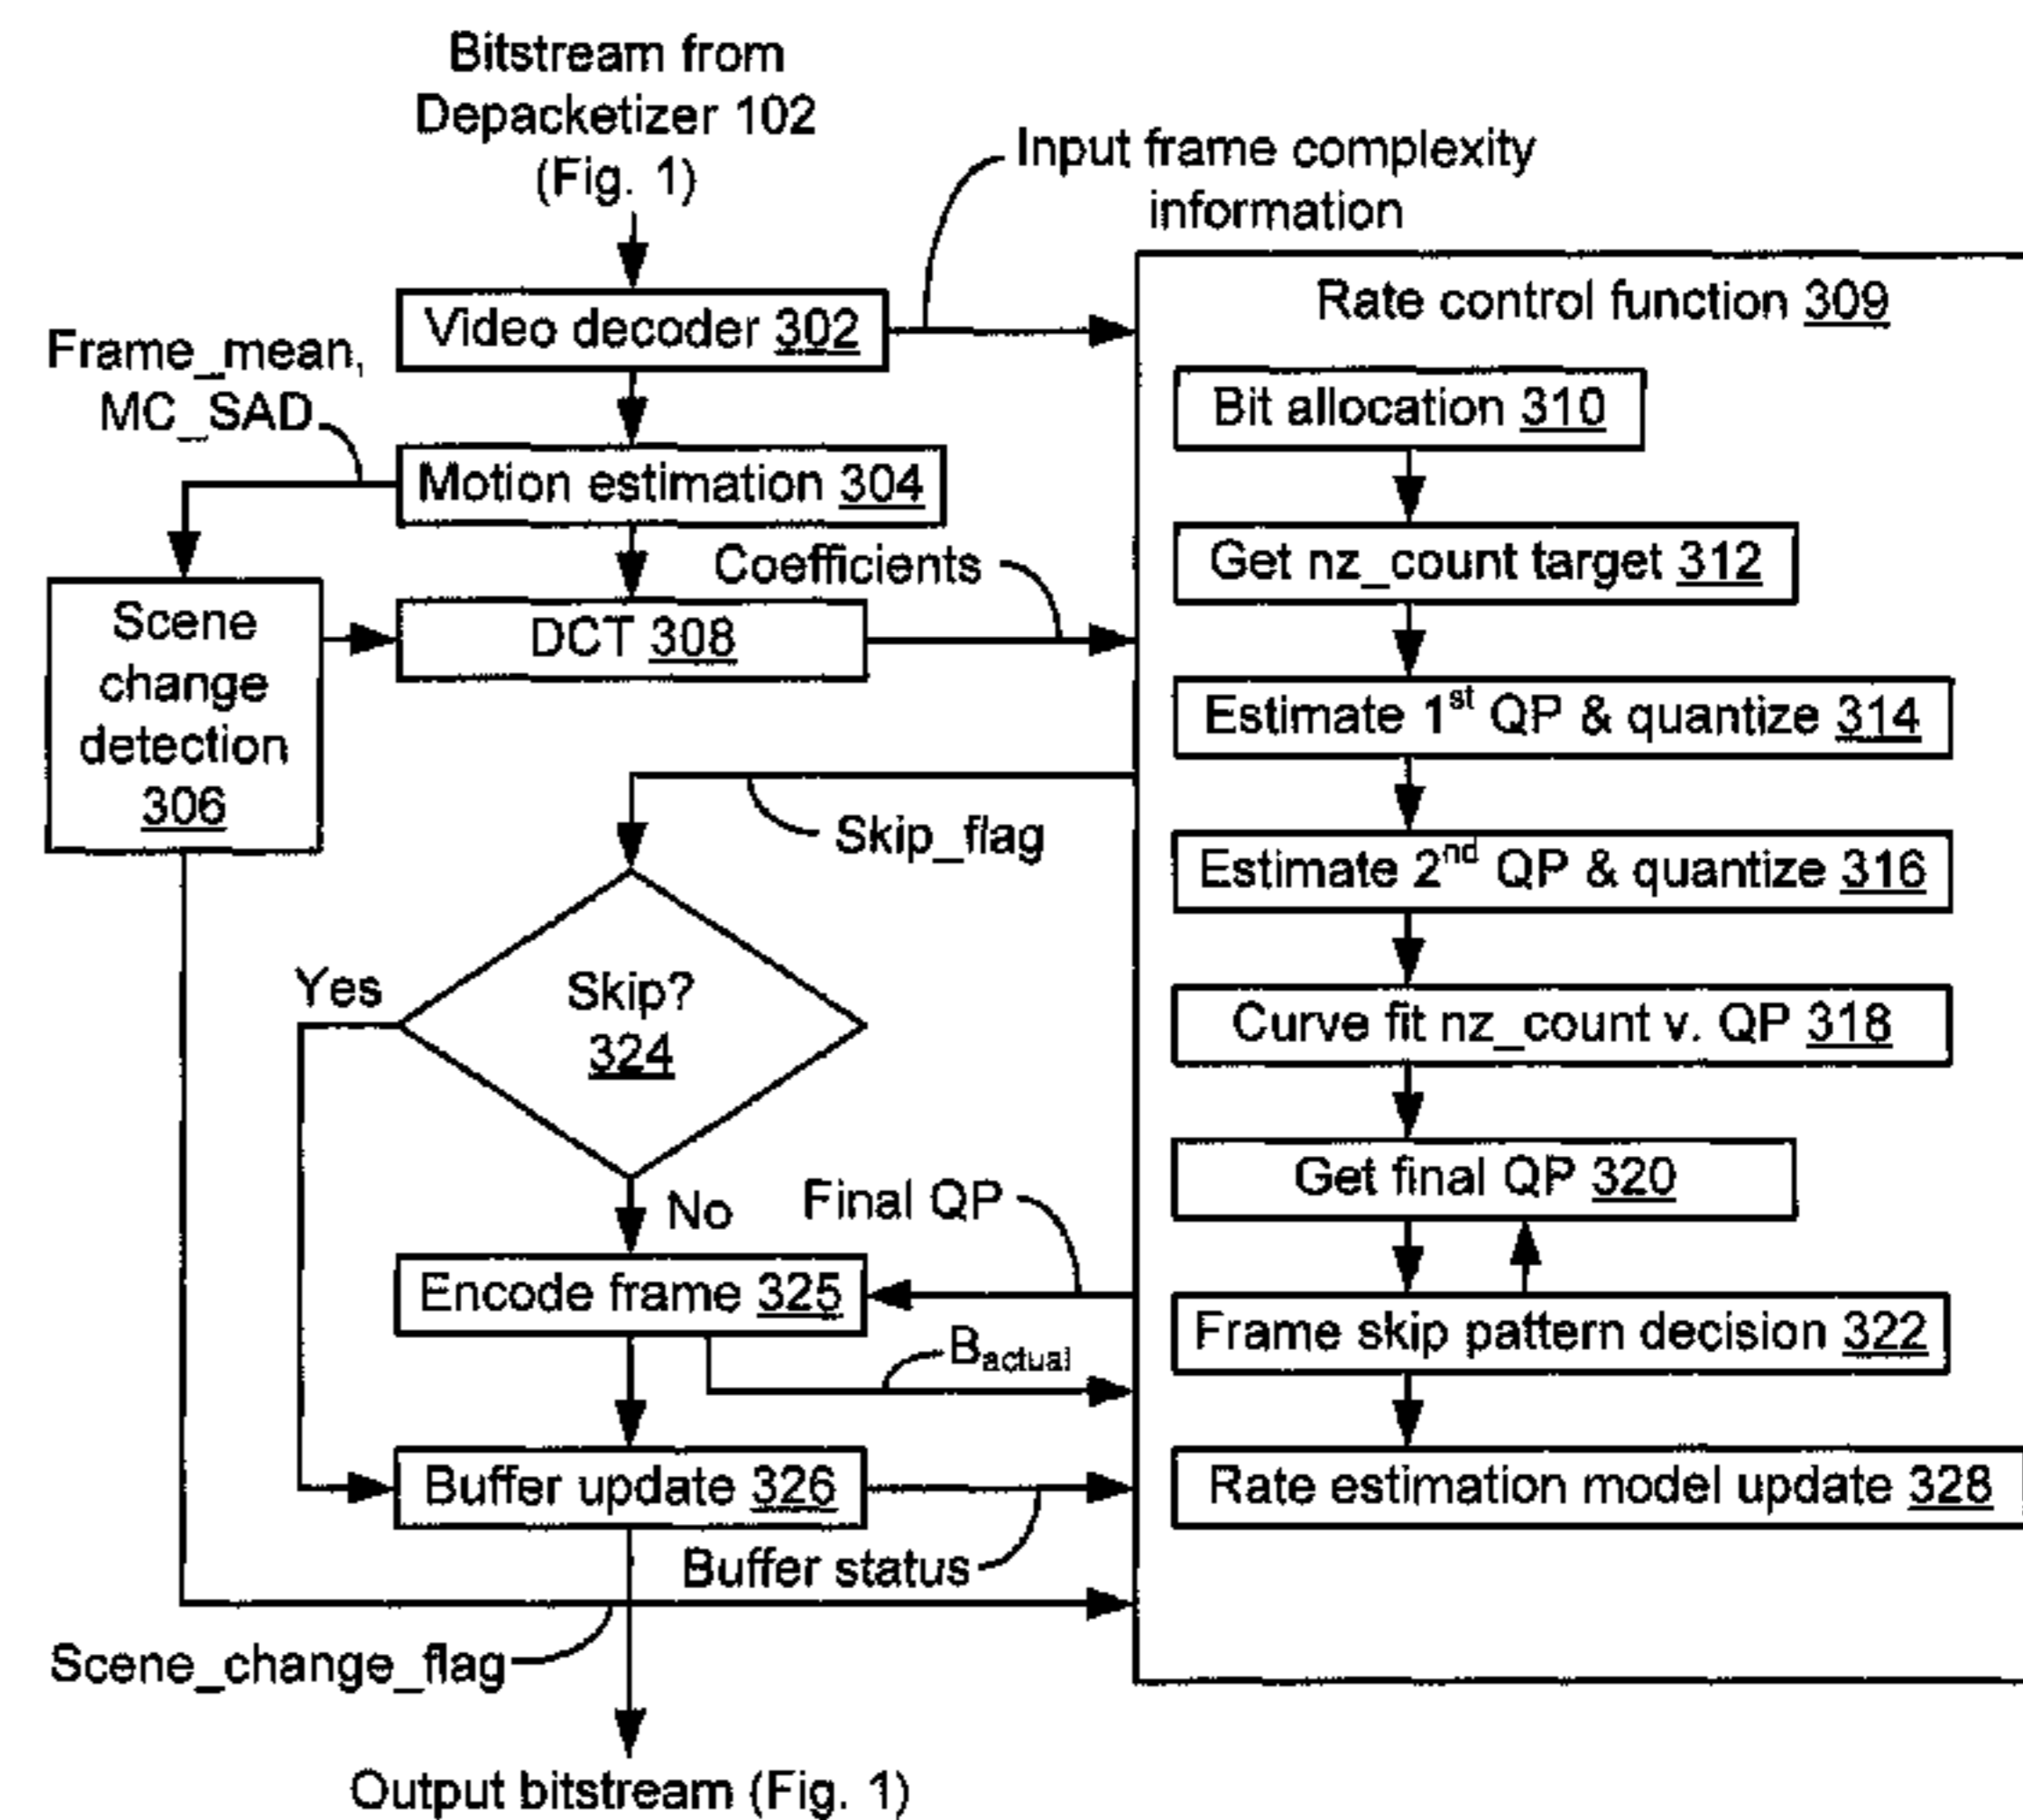 Bitstream from
Depacketizer 102
(Fig. 1)
Input frame complexity
information
Video decoder 302
Frame_mean,
MC_SAD
Motion estimation 304
Coefficients
Scene
change
detection
306
DCT 308
Skip_flag
Yes
Skip?
324
No
Final QP
Encode frame 325
Bactual
Buffer update 326
Buffer status
Scene_change_flag
Output bitstream (Fig. 1)
Rate control function 309
Bit allocation 310
Get nz_count target 312
Estimate 1st QP & quantize 314
Estimate 2nd QP & quantize 316
Curve fit nz_count v. QP 318
Get final QP 320
Frame skip pattern decision 322
Rate estimation model update 328